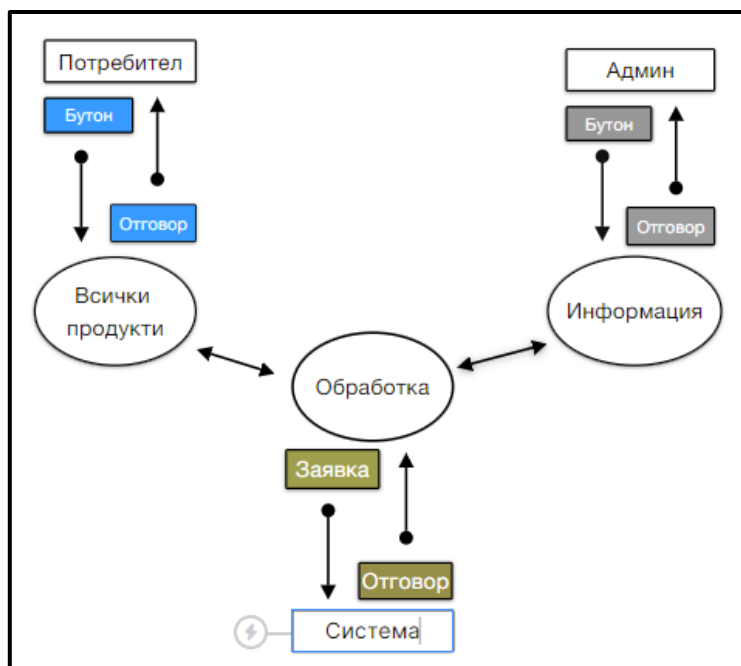 Потребител
Админ
Бутон
Бутон
Отговор
Отговор
Всички
продукти
Информация
Обработка
Заявка
Отговор
Система